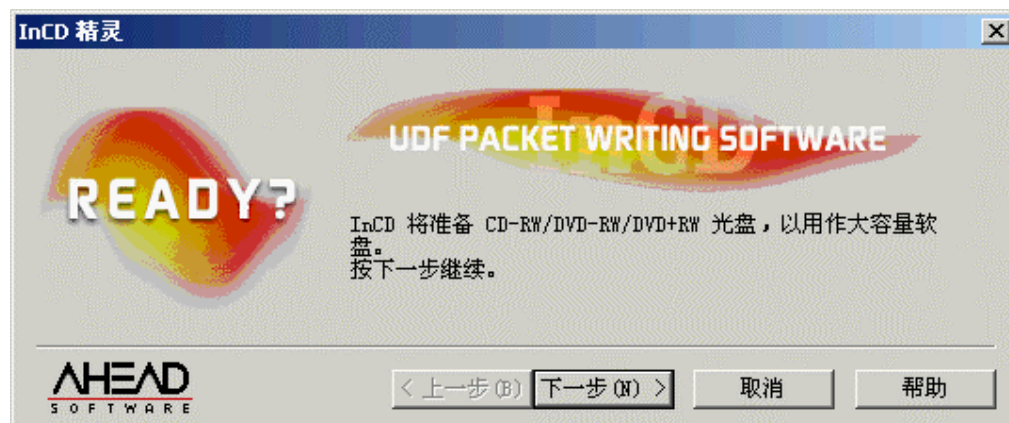 InCD 精灵
InCD
UDF PACKET WRITING SOFTWARE
READY?
InCD 将准备 CD-RW/DVD-RW/DVD+RW 光盘，以用作大容量软
盘。
按下一步继续。
AHEAD
SOFTWARE
< 上一步(B) 下一步(N) > 取消 帮助